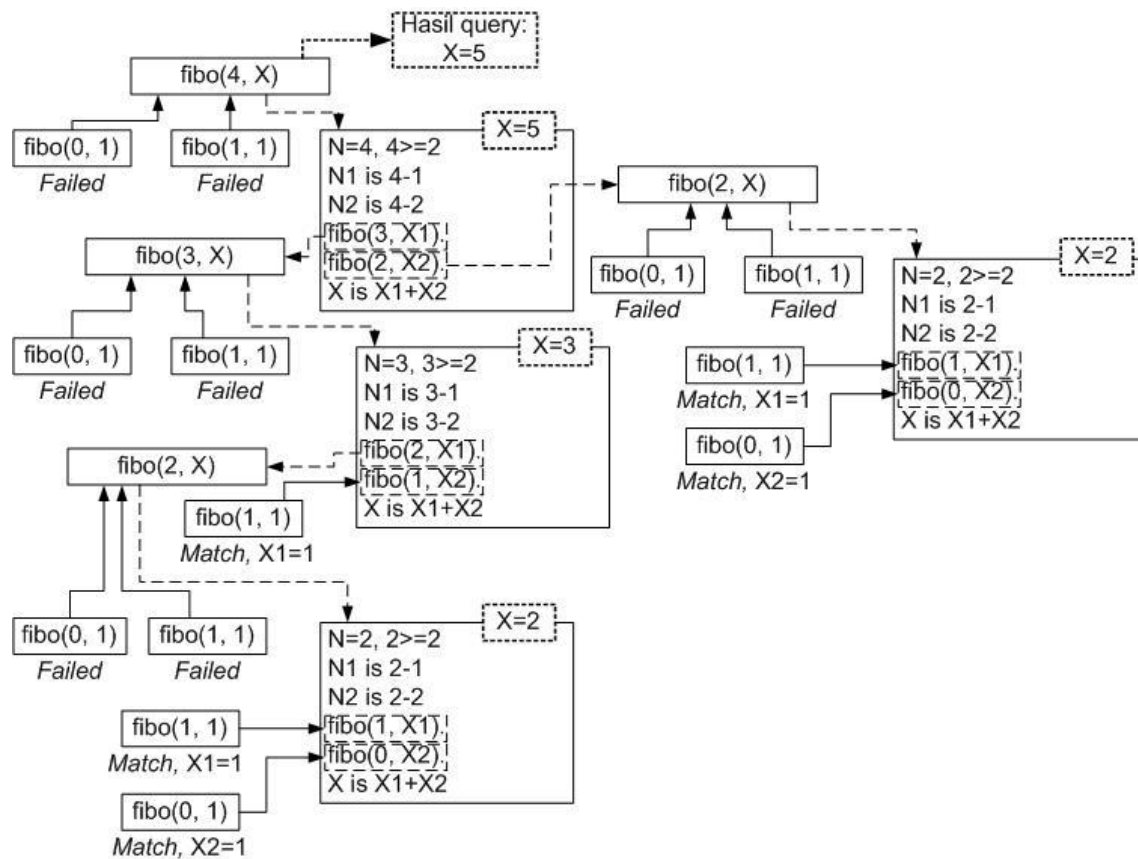 Hasil query:
X=5
fibo(4, X)
fibo(0, 1)
Failed
fibo(1, 1)
Failed
X=5
N=4, 4>=2
N1 is 4-1
N2 is 4-2
fibo(3, X1).
fibo(2, X2).
X is X1+X2
fibo(2, X)
fibo(0, 1)
Failed
fibo(1, 1)
Failed
X=2
N=2, 2>=2
N1 is 2-1
N2 is 2-2
fibo(1, X1).
fibo(0, X2).
X is X1+X2
fibo(1, 1)
Match, X1=1
fibo(0, 1)
Match, X2=1
fibo(3, X)
fibo(0, 1)
Failed
fibo(1, 1)
Failed
X=3
N=3, 3>=2
N1 is 3-1
N2 is 3-2
fibo(2, X1).
fibo(1, X2).
X is X1+X2
fibo(2, X)
fibo(1, 1)
Match, X1=1
fibo(0, 1)
Failed
fibo(1, 1)
Failed
X=2
N=2, 2>=2
N1 is 2-1
N2 is 2-2
fibo(1, X1).
fibo(0, X2).
X is X1+X2
fibo(1, 1)
Match, X1=1
fibo(0, 1)
Match, X2=1